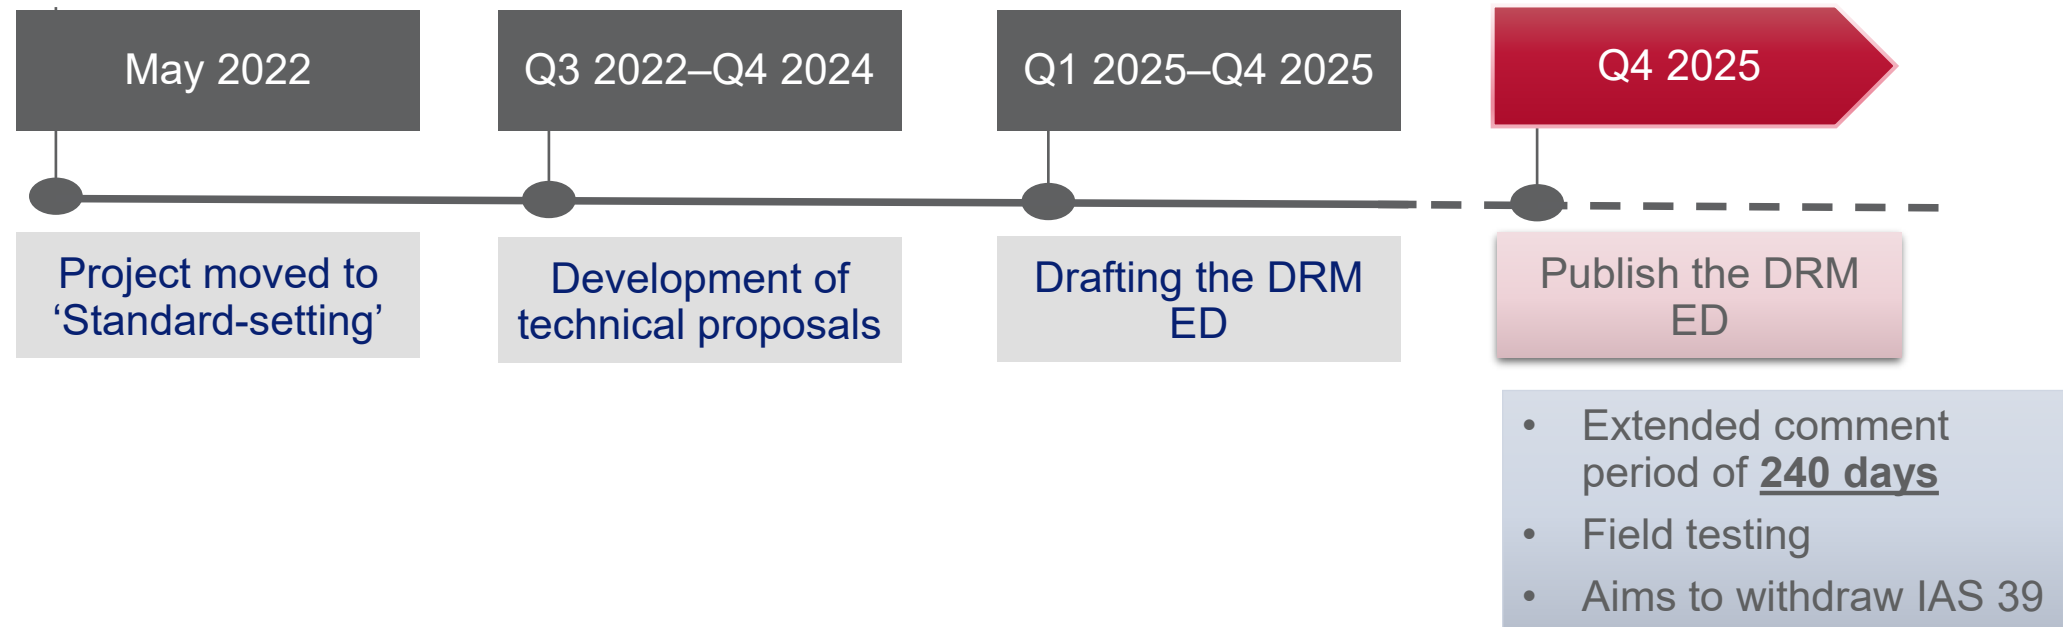 May 2022
Q3 2022–Q4 2024
Q1 2025–Q4 2025
Q4 2025
Project moved to
‘Standard-setting’
Development of
technical proposals
Drafting the DRM
ED
Publish the DRM
ED
• Extended comment
period of 240 days
• Field testing
• Aims to withdraw IAS 39